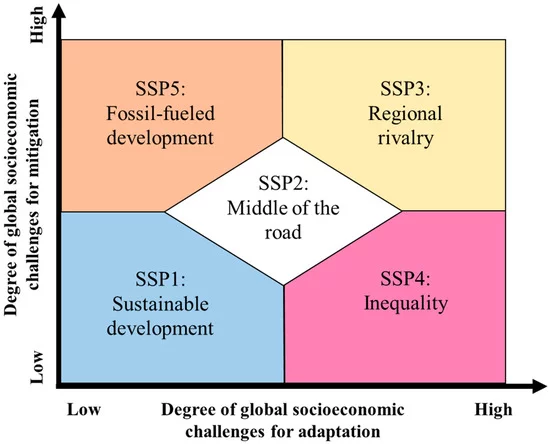 High
Degree of global socioeconomic
challenges for mitigation
Low
SSP5:
Fossil-fueled
development
SSP3:
Regional
rivalry
SSP2:
Middle of the
road
SSP1:
Sustainable
development
SSP4:
Inequality
Low
Degree of global socioeconomic
challenges for adaptation
High